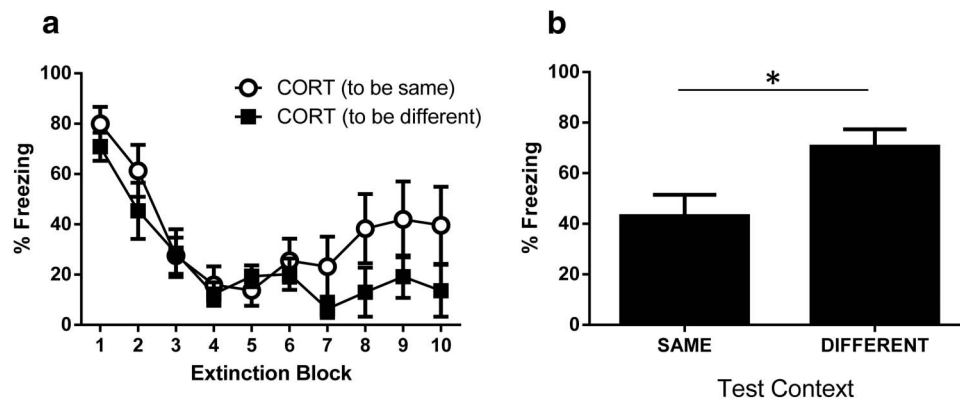 a
100
80
60
40
20
0
% Freezing
CORT (to be same)
CORT (to be different)
1 2 3 4 5 6 7 8 9 10
Extinction Block
b
100
80
60
40
20
0
% Freezing
*
SAME DIFFERENT
Test Context